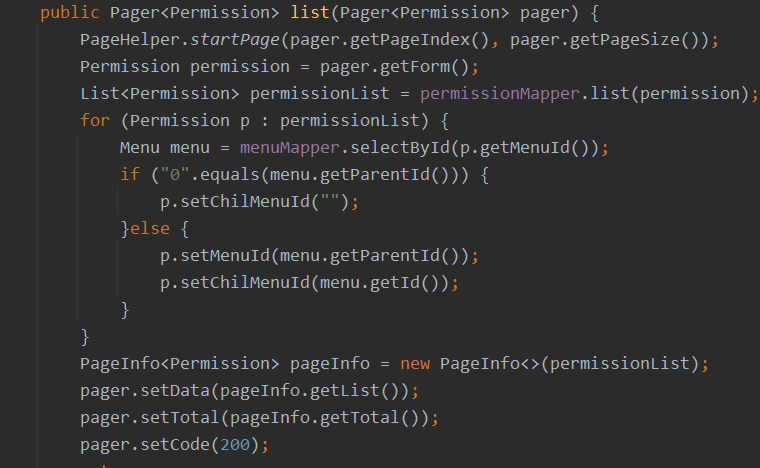 public Pager<Permission> list(Pager<Permission> pager) {
PageHelper.startPage(pager.getPageIndex(), pager.getPageSize());
Permission permission = pager.getForm();
List<Permission> permissionList = permissionMapper.list(permission);
for (Permission p : permissionList) {
Menu menu = menuMapper.selectById(p.getMenuId());
if ("0".equals(menu.getParentId())) {
p.setChilMenuId("");
}else {
p.setMenuId(menu.getParentId());
p.setChilMenuId(menu.getId());
}
}
PageInfo<Permission> pageInfo = new PageInfo<>(permissionList);
pager.setData(pageInfo.getList());
pager.setTotal(pageInfo.getTotal());
pager.setCode(200);